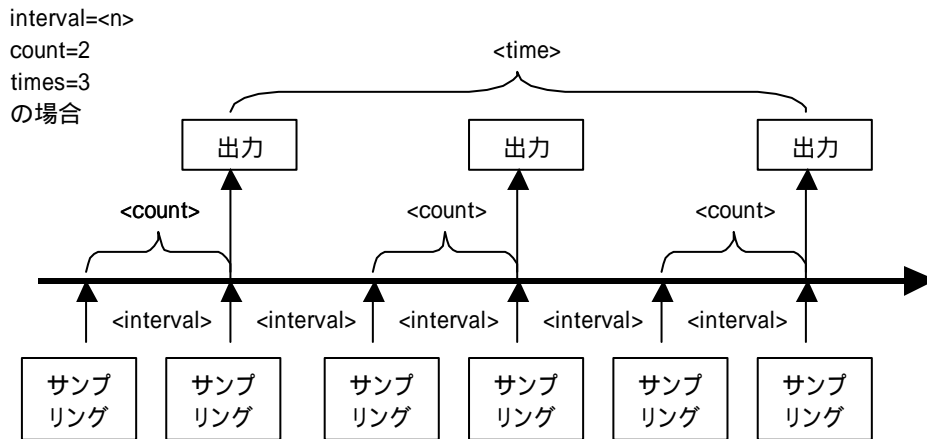 interval=<n>
count=2
times=3
の場合
<time>
出力
出力
出力
<count>
<count>
<count>
<interval>
<interval>
<interval>
<interval>
<interval>
サンプ
リング
サンプ
リング
サンプ
リング
サンプ
リング
サンプ
リング
サンプ
リング